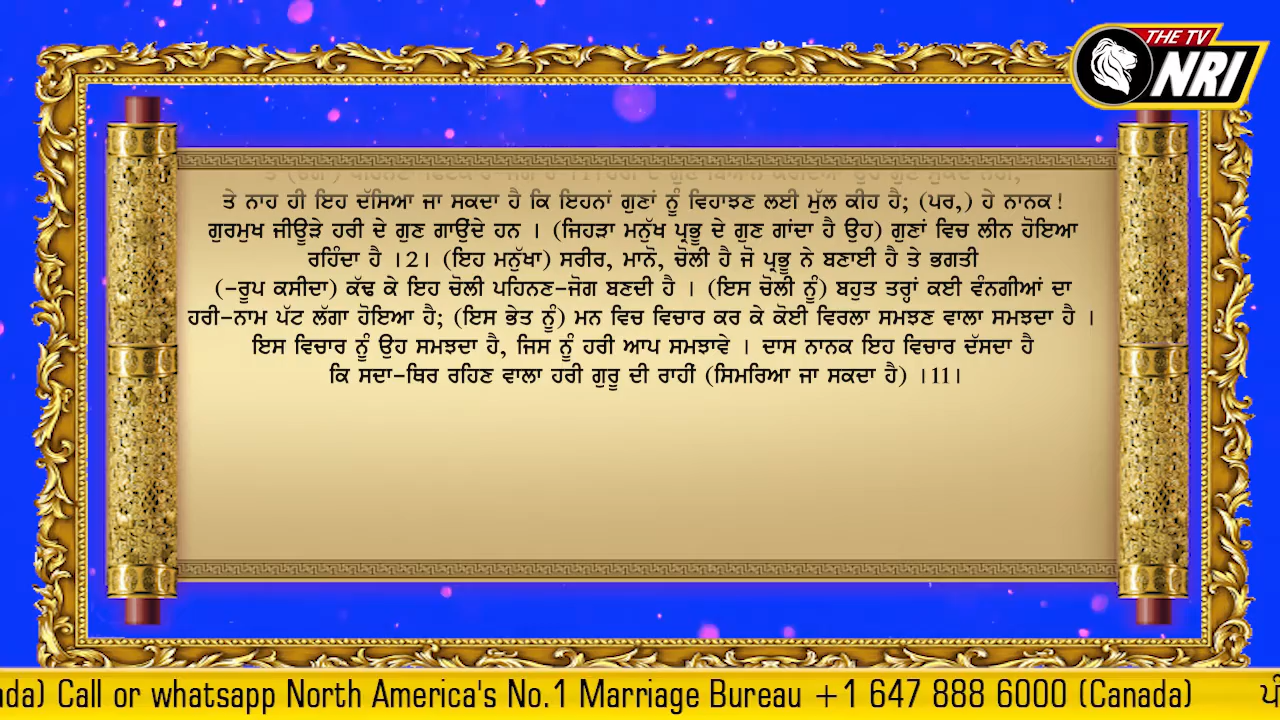 THE TV
NRI
ਤੇ ਨਾਹ ਹੀ ਇਹ ਦੱਸਿਆ ਜਾ ਸਕਦਾ ਹੈ ਕਿ ਇਹਨਾਂ ਗੁਣਾਂ ਨੂੰ ਵਿਹਾਝਣ ਲਈ ਮੁੱਲ ਕੀਹ ਹੈ; (ਪਰ,) ਹੇ ਨਾਨਕ!
ਗੁਰਮੁਖ ਜੀਊੜੇ ਹਰੀ ਦੇ ਗੁਣ ਗਾਉਂਦੇ ਹਨ । (ਜਿਹੜਾ ਮਨੁੱਖ ਪ੍ਰਭੂ ਦੇ ਗੁਣ ਗਾਂਦਾ ਹੈ ਉਹ) ਗੁਣਾਂ ਵਿਚ ਲੀਨ ਹੋਇਆ
ਰਹਿੰਦਾ ਹੈ ।2। (ਇਹ ਮਨੁੱਖਾ) ਸਰੀਰ, ਮਾਨੋ, ਚੋਲੀ ਹੈ ਜੋ ਪ੍ਰਭੂ ਨੇ ਬਣਾਈ ਹੈ ਤੇ ਭਗਤੀ
(-ਰੂਪ ਕਸੀਦਾ) ਕੱਢ ਕੇ ਇਹ ਚੋਲੀ ਪਹਿਨਣ-ਜੋਗ ਬਣਦੀ ਹੈ । (ਇਸ ਚੋਲੀ ਨੂੰ) ਬਹੁਤ ਤਰ੍ਹਾਂ ਕਈ ਵੰਨਗੀਆਂ ਦਾ
ਹਰੀ-ਨਾਮ ਪੱਟ ਲੱਗਾ ਹੋਇਆ ਹੈ; (ਇਸ ਭੇਤ ਨੂੰ) ਮਨ ਵਿਚ ਵਿਚਾਰ ਕਰ ਕੇ ਕੋਈ ਵਿਰਲਾ ਸਮਝਣ ਵਾਲਾ ਸਮਝਦਾ ਹੈ ।
ਇਸ ਵਿਚਾਰ ਨੂੰ ਉਹ ਸਮਝਦਾ ਹੈ, ਜਿਸ ਨੂੰ ਹਰੀ ਆਪ ਸਮਝਾਵੇ । ਦਾਸ ਨਾਨਕ ਇਹ ਵਿਚਾਰ ਦੱਸਦਾ ਹੈ
ਕਿ ਸਦਾ-ਥਿਰ ਰਹਿਣ ਵਾਲਾ ਹਰੀ ਗੁਰੂ ਦੀ ਰਾਹੀਂ (ਸਿਮਰਿਆ ਜਾ ਸਕਦਾ ਹੈ) ।11।
ada) Call or whatsapp North America's No.1 Marriage Bureau +1 647 888 6000 (Canada)